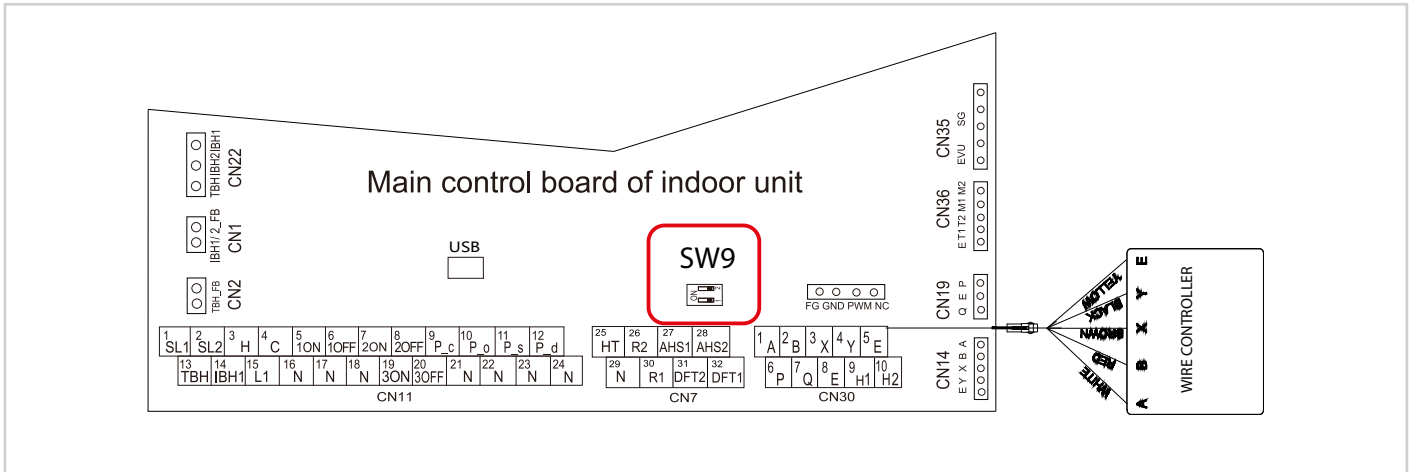 Main control board of indoor unit
TBH IBH2 IBH1
CN22
IBH1/ 2_FB
CN1
TBH_FB
CN2
USB
SW9
ON
1 2
FG GND PWM NC
CN35
EVU SG
CN36
E T1 T2 M1 M2
CN19
Q E P
CN14
E Y X B A
1 2 3 4 5 6 7 8 9 10 11 12
SL1 SL2 H C 1ON 1OFF 2ON 2OFF P_c P_o P_s P_d
13 14 15 16 17 18 19 20 21 22 23 24
TBH IBH1 L1 N N N 3ON 3OFF N N N N
CN11
25 26 27 28
HT R2 AHS1 AHS2
29 30 31 32
N R1 DFT2 DFT1
CN7
1 2 3 4 5
A B X Y E
6 7 8 9 10
P Q E H1 H2
CN30
YELLOW
BLACK
BROWN
RED
WHITE
A B X Y E
WIRE CONTROLLER